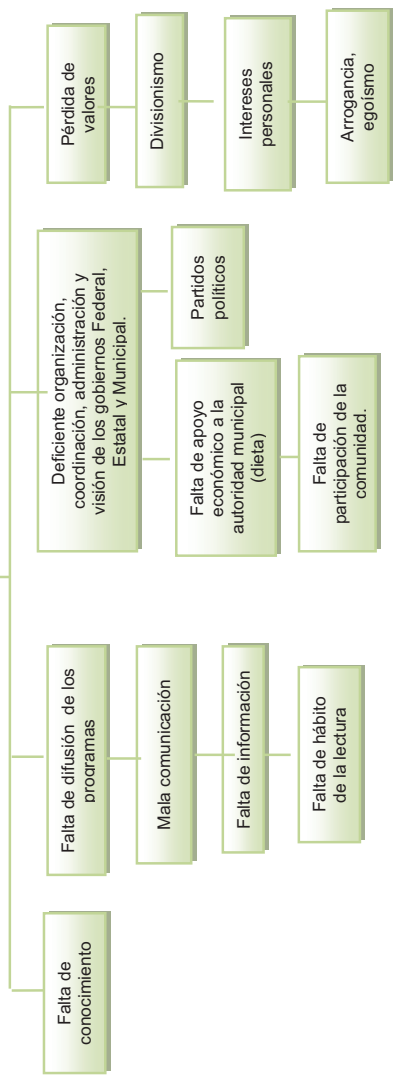 Falta de
conocimiento
Falta de difusión de los
programas
Mala comunicación
Falta de información
Falta de hábito
de la lectura
Deficiente organización,
coordinación, administración y
visión de los gobiernos Federal,
Estatal y Municipal.
Falta de apoyo
económico a la
autoridad municipal
(dieta)
Falta de
participación de la
comunidad.
Partidos
políticos
Pérdida de
valores
Divisionismo
Intereses
personales
Arrogancia,
egoísmo